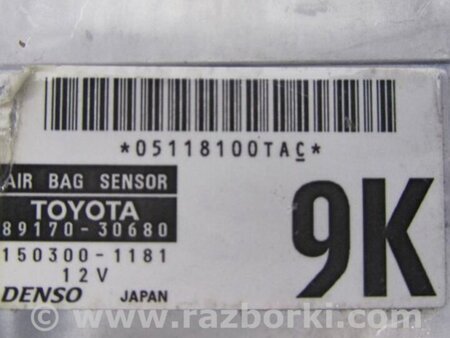 *05118100TAC*
AIR BAG SENSOR
TOYOTA
89170-30680
150300-1181
12V
DENSO JAPAN
9K
© - www.razborki.com